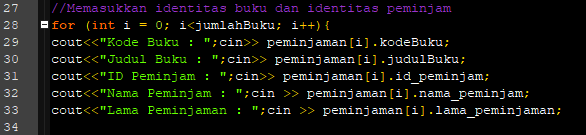 27 //Memasukkan identitas buku dan identitas peminjam
28 for (int i = 0; i<jumlahBuku; i++){
29 cout<<"Kode Buku : ";cin>> peminjaman[i].kodeBuku;
30 cout<<"Judul Buku : ";cin>> peminjaman[i].judulBuku;
31 cout<<"ID Peminjam : ";cin>> peminjaman[i].id_peminjam;
32 cout<<"Nama Peminjam : ";cin >> peminjaman[i].nama_peminjam;
33 cout<<"Lama Peminjaman : ";cin >> peminjaman[i].lama_peminjaman;
34